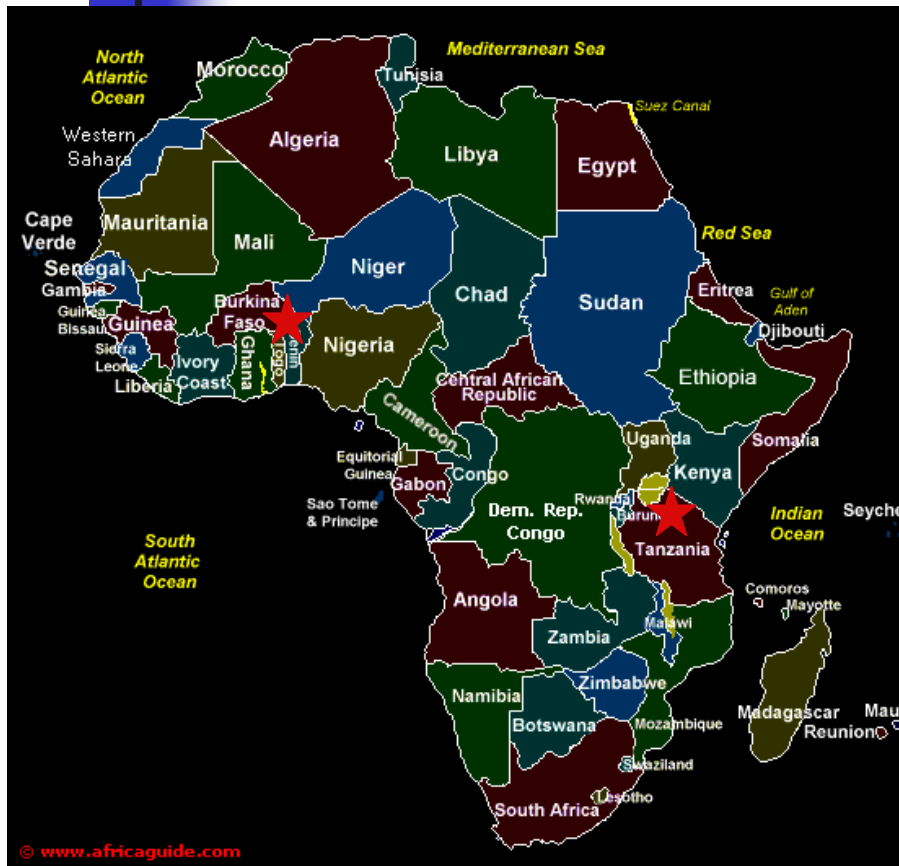 North
Atlantic
Ocean
Mediterranean Sea
Morocco
Tunisia
Suez Canal
Western
Sahara
Algeria
Libya
Egypt
Cape
Verde
Mauritania
Mali
Niger
Chad
Sudan
Red Sea
Senegal
Gambia
Guinea
Bissau
Guinea
Burkina
Faso
Eritrea
Gulf of
Aden
Djibouti
Sierra
Leone
Liberia
Ivory
Coast
Ghana
Togo
Nigeria
Ethiopia
Central African
Republic
Cameroon
Somalia
Uganda
Kenya
Equitorial
Guinea
Gabon
Congo
Rwanda
Sao Tome
& Principe
Dem. Rep.
Congo
Tanzania
Indian
Ocean
South
Atlantic
Ocean
Angola
Zambia
Malawi
Comoros
Mayotte
Namibia
Zimbabwe
Botswana
Mozambique
Madagascar
Reunion
Swaziland
Lesotho
South Africa
© www.africaguide.com